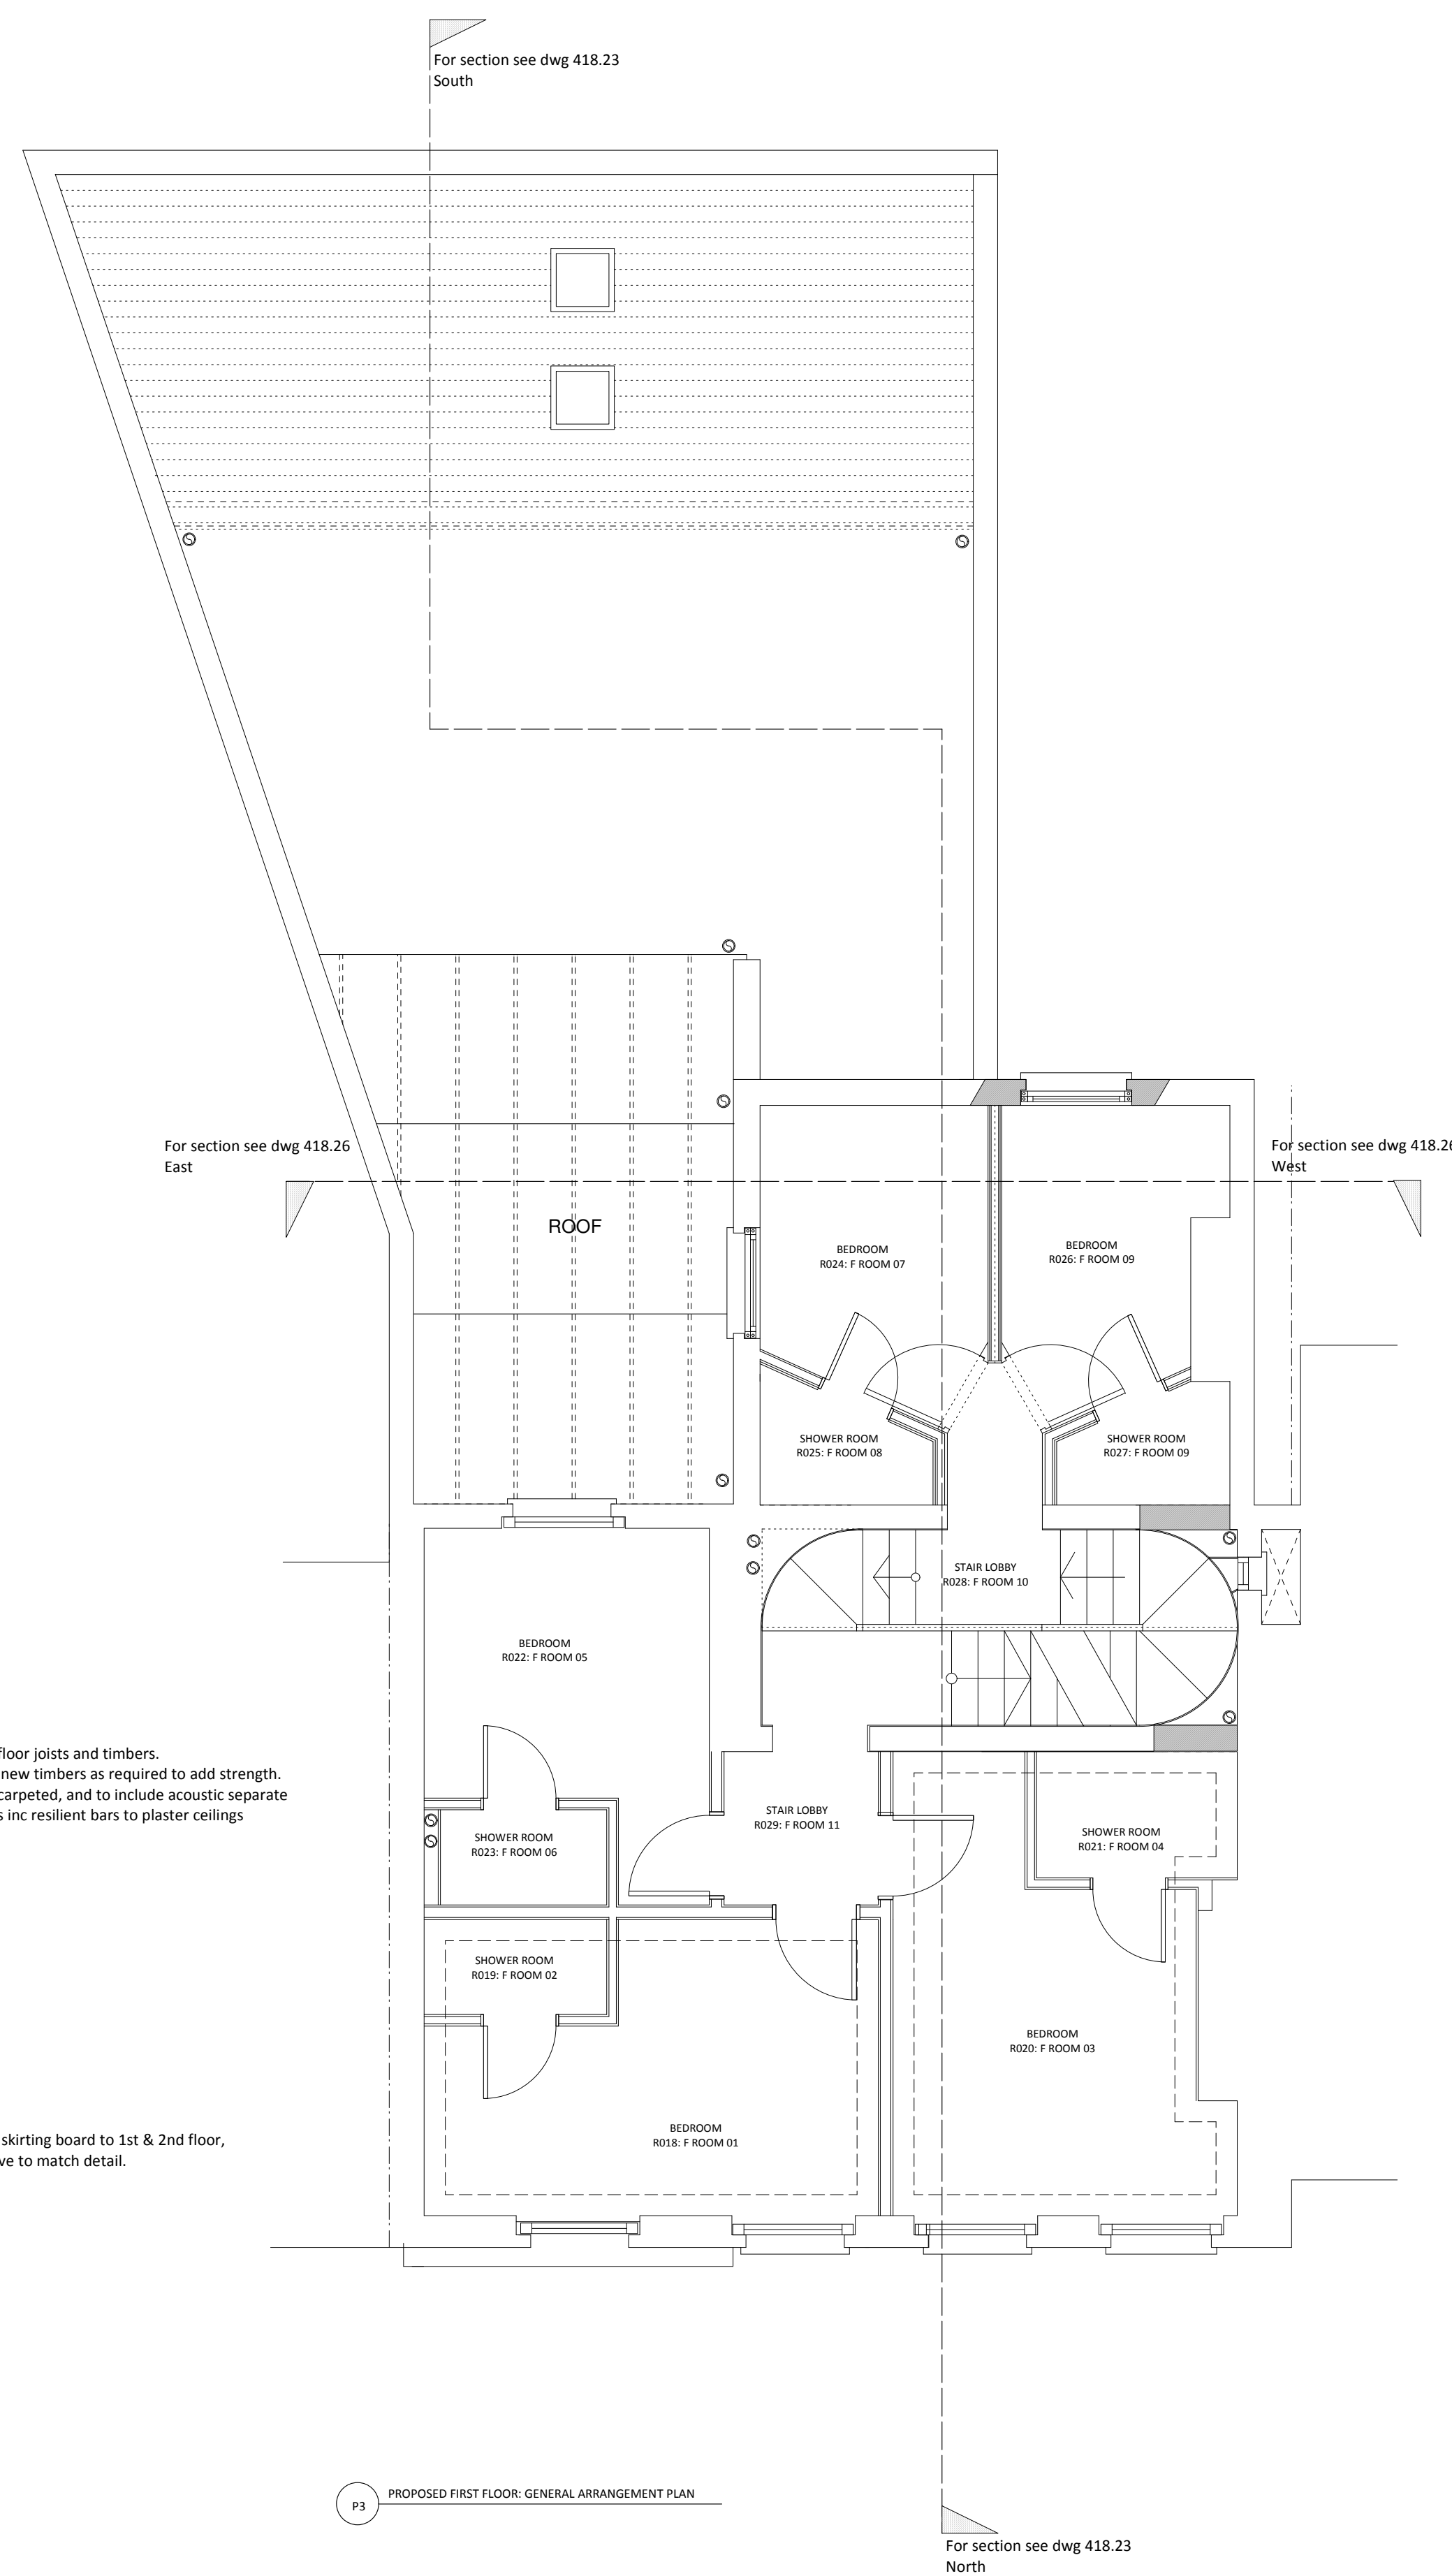 For section see dwg 418.23
South
For section see dwg 418.26
East
For section see dwg 418.26
West
ROOF
BEDROOM
R024: F ROOM 07
BEDROOM
R026: F ROOM 09
SHOWER ROOM
R025: F ROOM 08
SHOWER ROOM
R027: F ROOM 09
STAIR LOBBY
R028: F ROOM 10
BEDROOM
R022: F ROOM 05
floor joists and timbers.
new timbers as required to add strength.
carpeted, and to include acoustic separate
s inc resilient bars to plaster ceilings
STAIR LOBBY
R029: F ROOM 11
SHOWER ROOM
R023: F ROOM 06
SHOWER ROOM
R021: F ROOM 04
SHOWER ROOM
R019: F ROOM 02
BEDROOM
R020: F ROOM 03
BEDROOM
R018: F ROOM 01
skirting board to 1st & 2nd floor,
ve to match detail.
P3
PROPOSED FIRST FLOOR: GENERAL ARRANGEMENT PLAN
For section see dwg 418.23
North